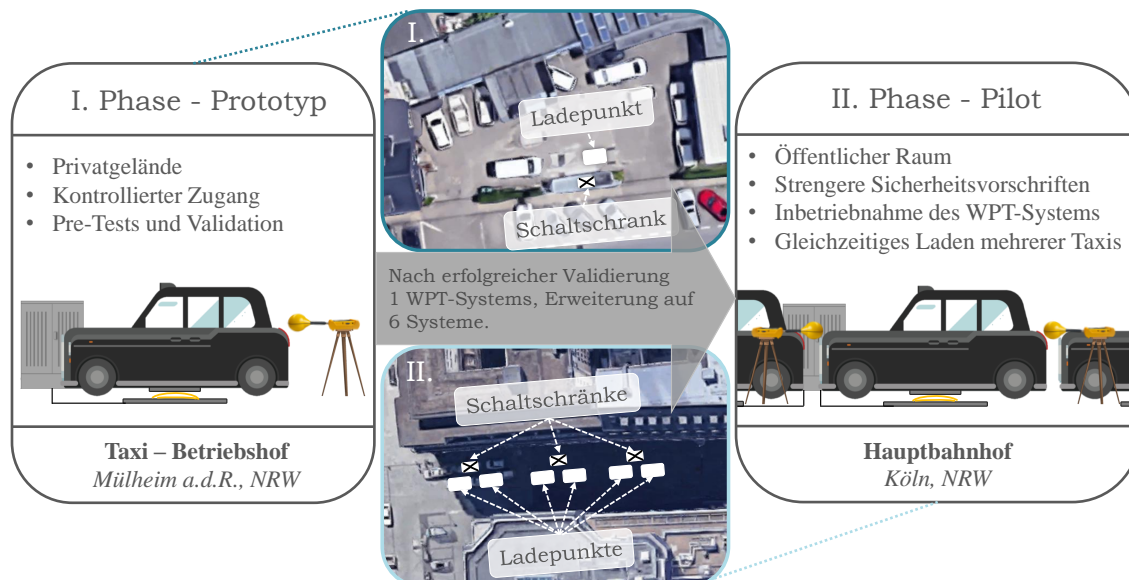 I. Phase - Prototyp
• Privatgelände
• Kontrollierter Zugang
• Pre-Tests und Validation
Taxi – Betriebshof
Mülheim a.d.R., NRW
I.
Ladepunkt
Schaltschrank
Nach erfolgreicher Validierung
1 WPT-Systems, Erweiterung auf
6 Systeme.
II.
Schaltschränke
Ladepunkte
II. Phase - Pilot
• Öffentlicher Raum
• Strengere Sicherheitsvorschriften
• Inbetriebnahme des WPT-Systems
• Gleichzeitiges Laden mehrerer Taxis
Hauptbahnhof
Köln, NRW